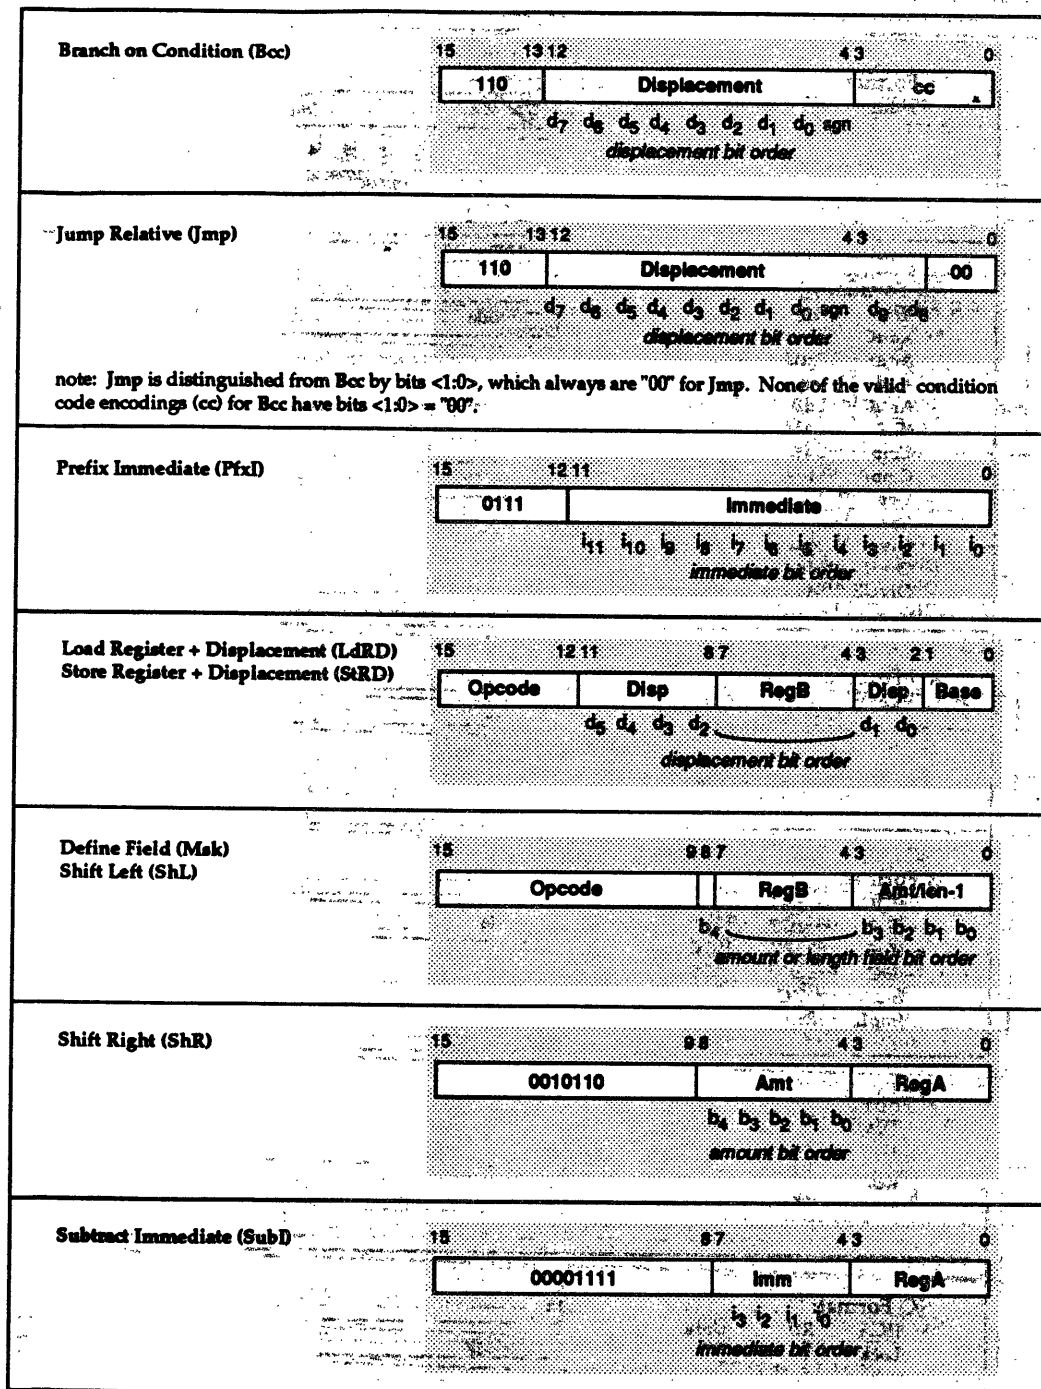 Branch on Condition (Bcc)
15 13 12 4 3 0
110 Displacement cc
d7 d6 d5 d4 d3 d2 d1 d0 sgn
displacement bit order
Jump Relative (Jmp)
15 13 12 4 3 0
110 Displacement 00
d7 d6 d5 d4 d3 d2 d1 d0 sgn d9 d8
displacement bit order
note: Jmp is distinguished from Bcc by bits <1:0>, which always are "00" for Jmp. None of the valid condition
code encodings (cc) for Bcc have bits <1:0> = "00".
Prefix Immediate (PfxI)
15 12 11 0
0111 Immediate
i11 i10 i9 i8 i7 i6 i5 i4 i3 i2 i1 i0
immediate bit order
Load Register + Displacement (LdRD)
Store Register + Displacement (StRD)
15 12 11 8 7 4 3 2 1 0
Opcode Disp RegB Disp Base
d5 d4 d3 d2 d1 d0
displacement bit order
Define Field (Msk)
Shift Left (ShL)
15 9 8 7 4 3 0
Opcode RegB Amt/len-1
b4 b3 b2 b1 b0
amount or length field bit order
Shift Right (ShR)
15 9 8 4 3 0
0010110 Amt RegA
b4 b3 b2 b1 b0
amount bit order
Subtract Immediate (SubI)
15 8 7 4 3 0
00001111 Imm RegA
i3 i2 i1 i0
immediate bit order